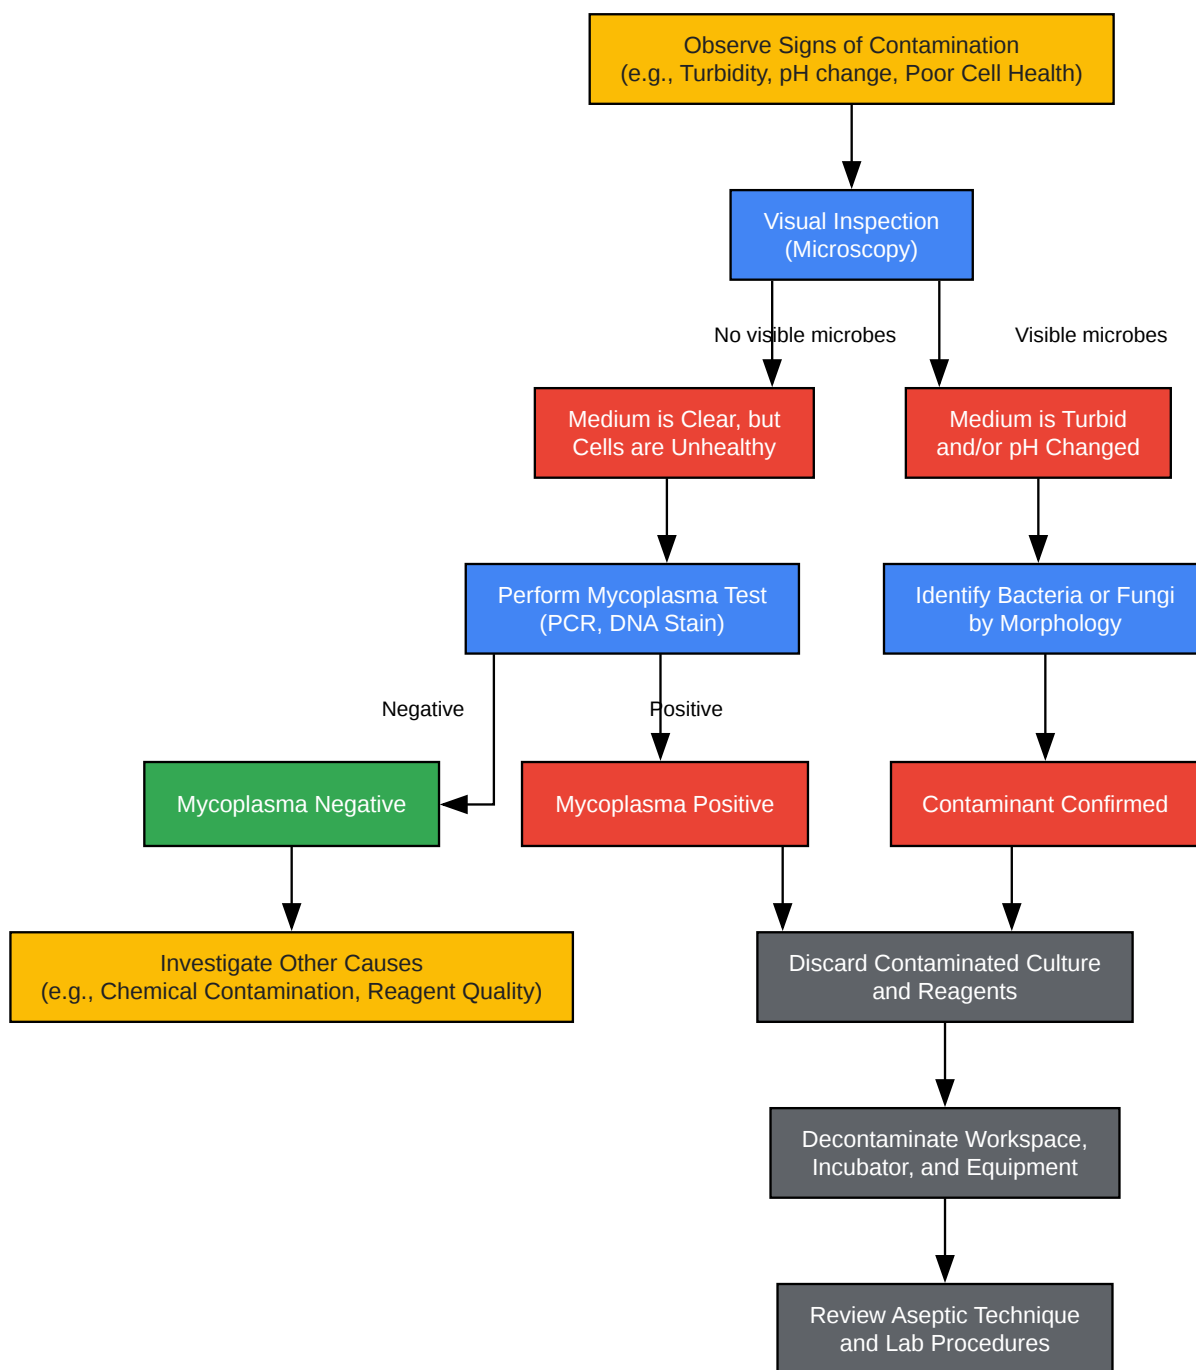 Observe Signs of Contamination
(e.g., Turbidity, pH change, Poor Cell Health)
Visual Inspection
(Microscopy)
No visible microbes
Visible microbes
Medium is Clear, but
Cells are Unhealthy
Medium is Turbid
and/or pH Changed
Perform Mycoplasma Test
(PCR, DNA Stain)
Identify Bacteria or Fungi
by Morphology
Negative
Positive
Mycoplasma Negative
Mycoplasma Positive
Contaminant Confirmed
Investigate Other Causes
(e.g., Chemical Contamination, Reagent Quality)
Discard Contaminated Culture
and Reagents
Decontaminate Workspace,
Incubator, and Equipment
Review Aseptic Technique
and Lab Procedures